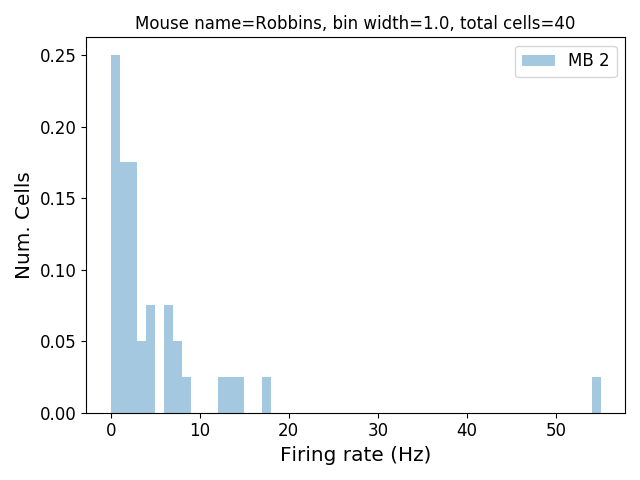 Mouse name=Robbins, bin width=1.0, total cells=40
MB 2
Num. Cells
0.25
0.20
0.15
0.10
0.05
0.00
0 10 20 30 40 50
Firing rate (Hz)